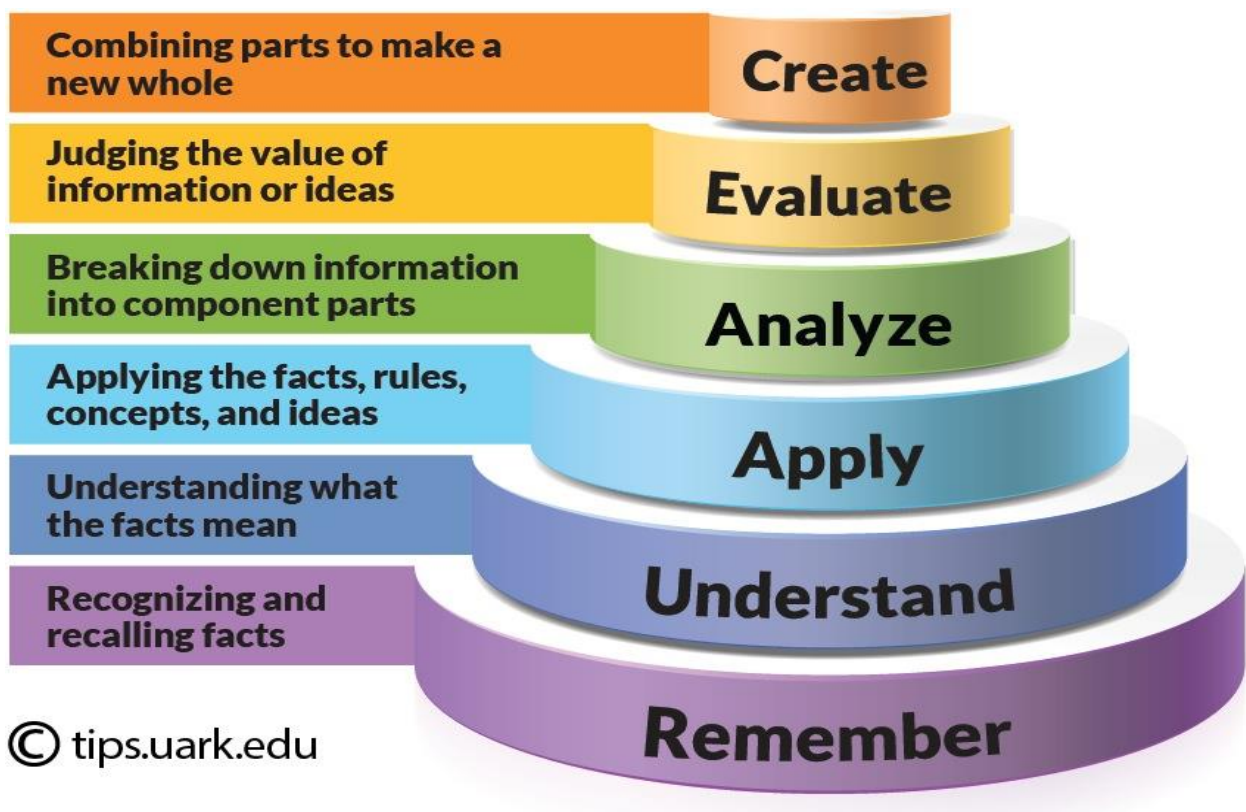 Combining parts to make a
new whole
Create
Judging the value of
information or ideas
Evaluate
Breaking down information
into component parts
Analyze
Applying the facts, rules,
concepts, and ideas
Apply
Understanding what
the facts mean
Understand
Recognizing and
recalling facts
Remember
© tips.uark.edu